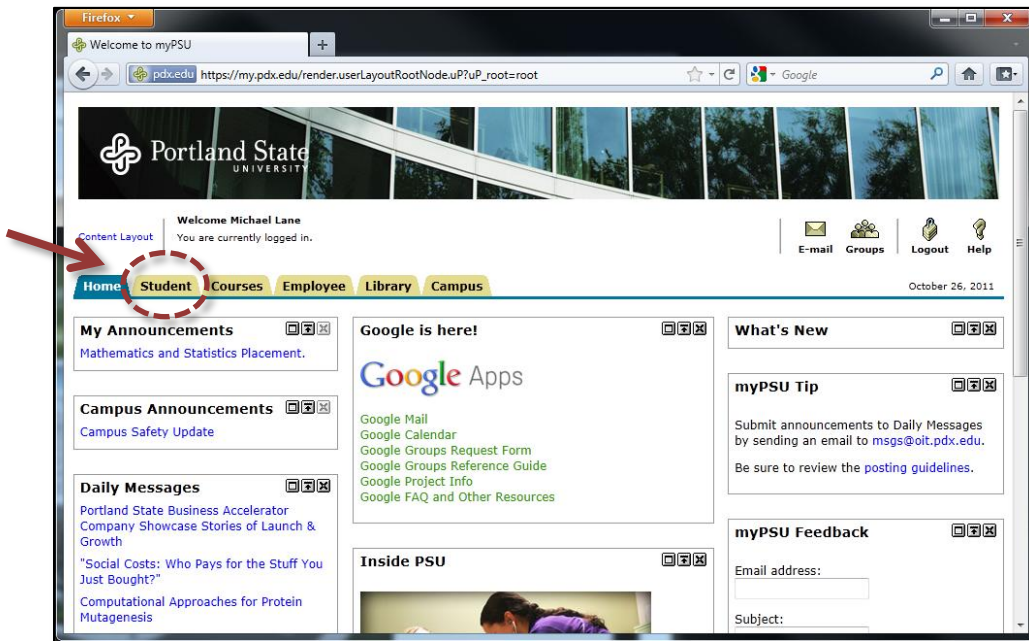 Firefox
Welcome to myPSU
pdx.edu https://my.pdx.edu/render.userLayoutRootNode.uP?uP_root=root
Google
Portland State
UNIVERSITY
Content Layout
Welcome Michael Lane
You are currently logged in.
E-mail Groups Logout Help
Home Student Courses Employee Library Campus
October 26, 2011
My Announcements
Mathematics and Statistics Placement.
Campus Announcements
Campus Safety Update
Daily Messages
Portland State Business Accelerator
Company Showcase Stories of Launch &
Growth
"Social Costs: Who Pays for the Stuff You
Just Bought?"
Computational Approaches for Protein
Mutagenesis
Google is here!
Google Apps
Google Mail
Google Calendar
Google Groups Request Form
Google Groups Reference Guide
Google Project Info
Google FAQ and Other Resources
Inside PSU
What's New
myPSU Tip
Submit announcements to Daily Messages
by sending an email to msgs@oit.pdx.edu.
Be sure to review the posting guidelines.
myPSU Feedback
Email address:
Subject: